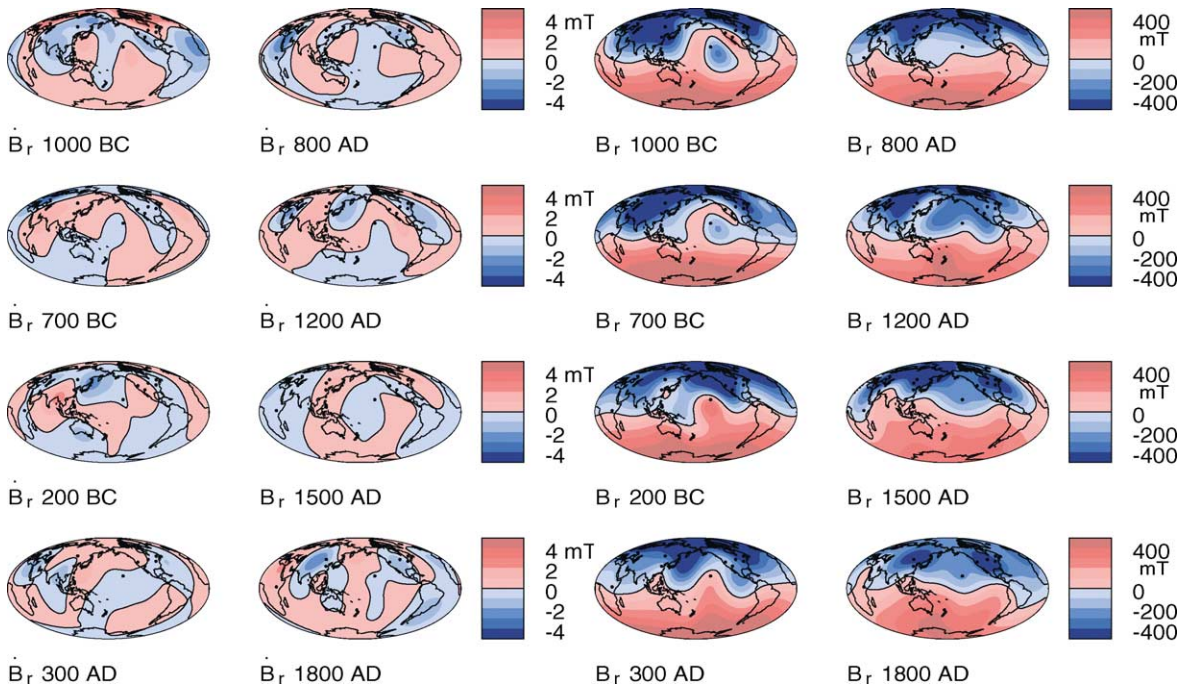 4 mT
2
0
-2
-4
400
mT
200
0
-200
-400
Ḃr 1000 BC
Ḃr 800 AD
Br 1000 BC
Br 800 AD
4 mT
2
0
-2
-4
400
mT
200
0
-200
-400
Ḃr 700 BC
Ḃr 1200 AD
Br 700 BC
Br 1200 AD
4 mT
2
0
-2
-4
400
mT
200
0
-200
-400
Ḃr 200 BC
Ḃr 1500 AD
Br 200 BC
Br 1500 AD
4 mT
2
0
-2
-4
400
mT
200
0
-200
-400
Ḃr 300 AD
Ḃr 1800 AD
Br 300 AD
Br 1800 AD